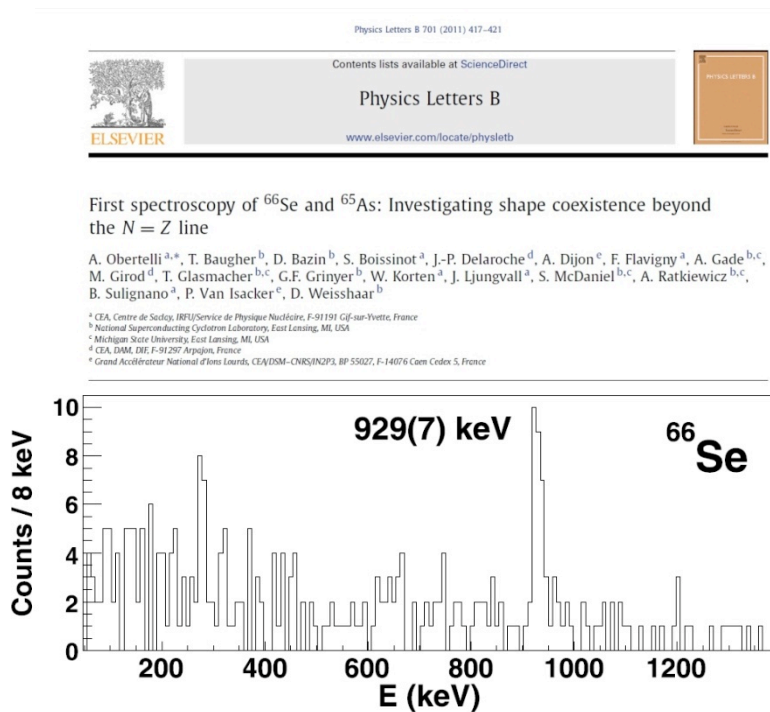 Physics Letters B 701 (2011) 417–421
Contents lists available at ScienceDirect
Physics Letters B
www.elsevier.com/locate/physletb
ELSEVIER
PHYSICS LETTERS B
First spectroscopy of ⁶⁶Se and ⁶⁵As: Investigating shape coexistence beyond
the N = Z line
A. Obertelli ᵃ,*, T. Baugher ᵇ, D. Bazin ᵇ, S. Boissinot ᵃ, J.-P. Delaroche ᵈ, A. Dijon ᵉ, F. Flavigny ᵃ, A. Gade ᵇ,ᶜ,
M. Girod ᵈ, T. Glasmacher ᵇ,ᶜ, G.F. Grinyer ᵇ, W. Korten ᵃ, J. Ljungvall ᵃ, S. McDaniel ᵇ,ᶜ, A. Ratkiewicz ᵇ,ᶜ,
B. Sulignano ᵃ, P. Van Isacker ᵉ, D. Weisshaar ᵇ
ᵃ CEA, Centre de Saclay, IRFU/Service de Physique Nucléaire, F-91191 Gif-sur-Yvette, France
ᵇ National Superconducting Cyclotron Laboratory, East Lansing, MI, USA
ᶜ Michigan State University, East Lansing, MI, USA
ᵈ CEA, DAM, DIF, F-91297 Arpajon, France
ᵉ Grand Accélérateur National d'Ions Lourds, CEA/DSM–CNRS/IN2P3, BP 55027, F-14076 Caen Cedex 5, France
929(7) keV
⁶⁶Se
Counts / 8 keV
10
8
6
4
2
0
200 400 600 800 1000 1200
E (keV)